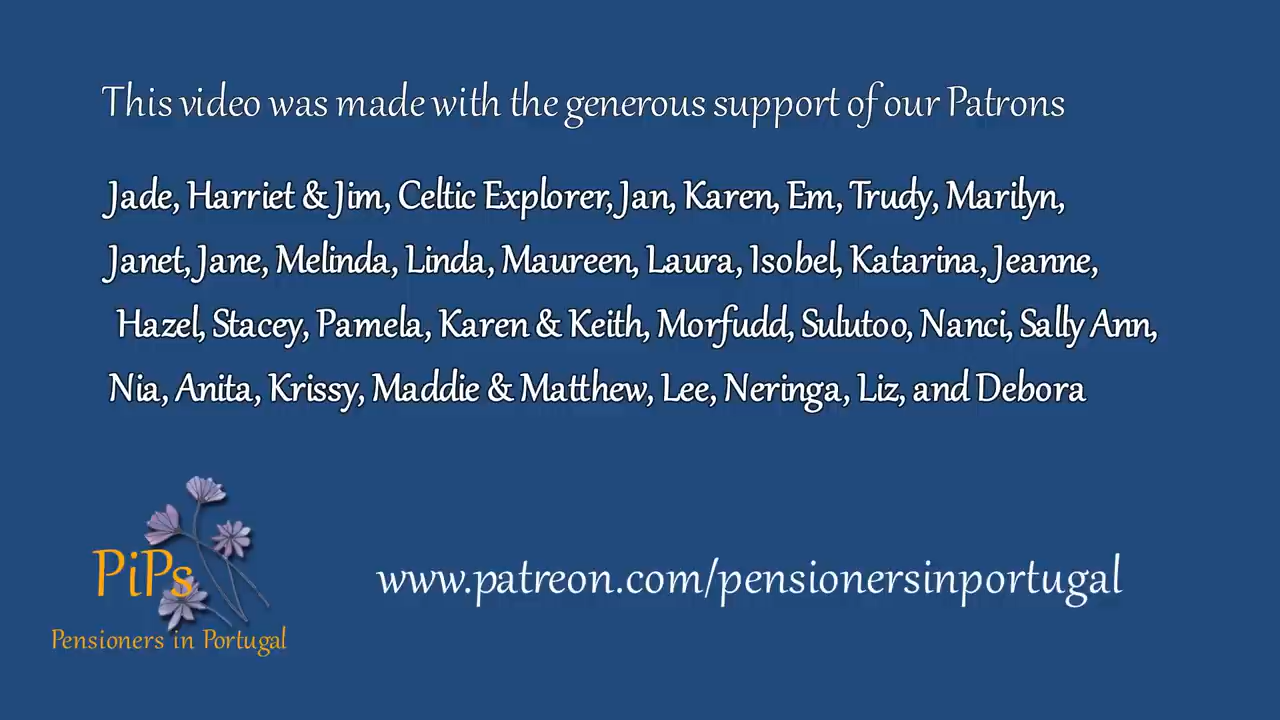 This video was made with the generous support of our Patrons
Jade, Harriet & Jim, Celtic Explorer, Jan, Karen, Em, Trudy, Marilyn,
Janet, Jane, Melinda, Linda, Maureen, Laura, Isobel, Katarina, Jeanne,
Hazel, Stacey, Pamela, Karen & Keith, Morfudd, Sulutoo, Nanci, Sally Ann,
Nia, Anita, Krissy, Maddie & Matthew, Lee, Neringa, Liz, and Debora
PiPs
Pensioners in Portugal
www.patreon.com/pensionersinportugal